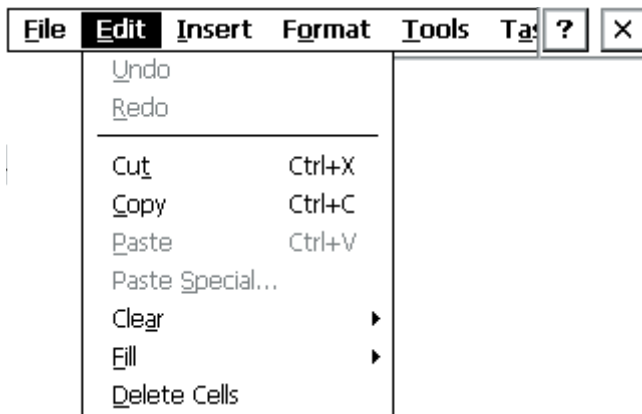 File Edit Insert Format Tools Ta ? ×
Undo
Redo
Cut Ctrl+X
Copy Ctrl+C
Paste Ctrl+V
Paste Special...
Clear
Fill
Delete Cells